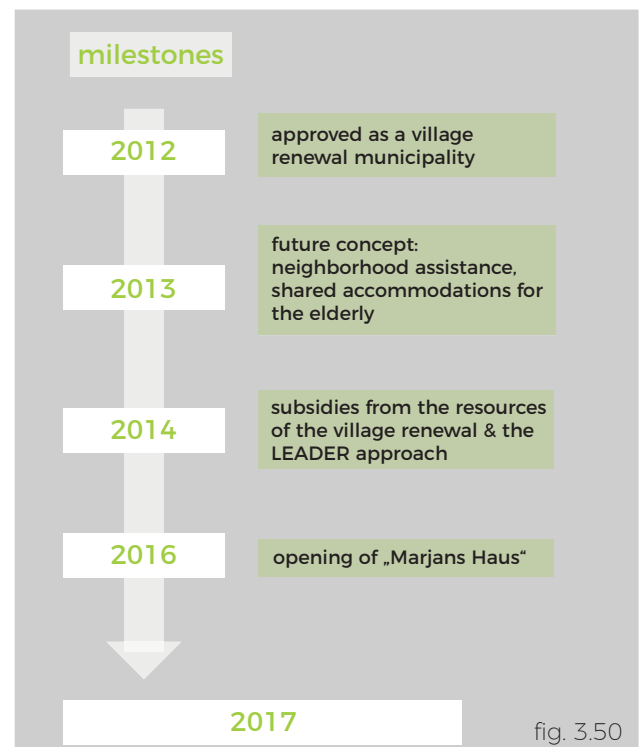 milestones
2012
approved as a village
renewal municipality
2013
future concept:
neighborhood assistance,
shared accommodations for
the elderly
2014
subsidies from the resources
of the village renewal & the
LEADER approach
2016
opening of „Marjans Haus“
2017
fig. 3.50